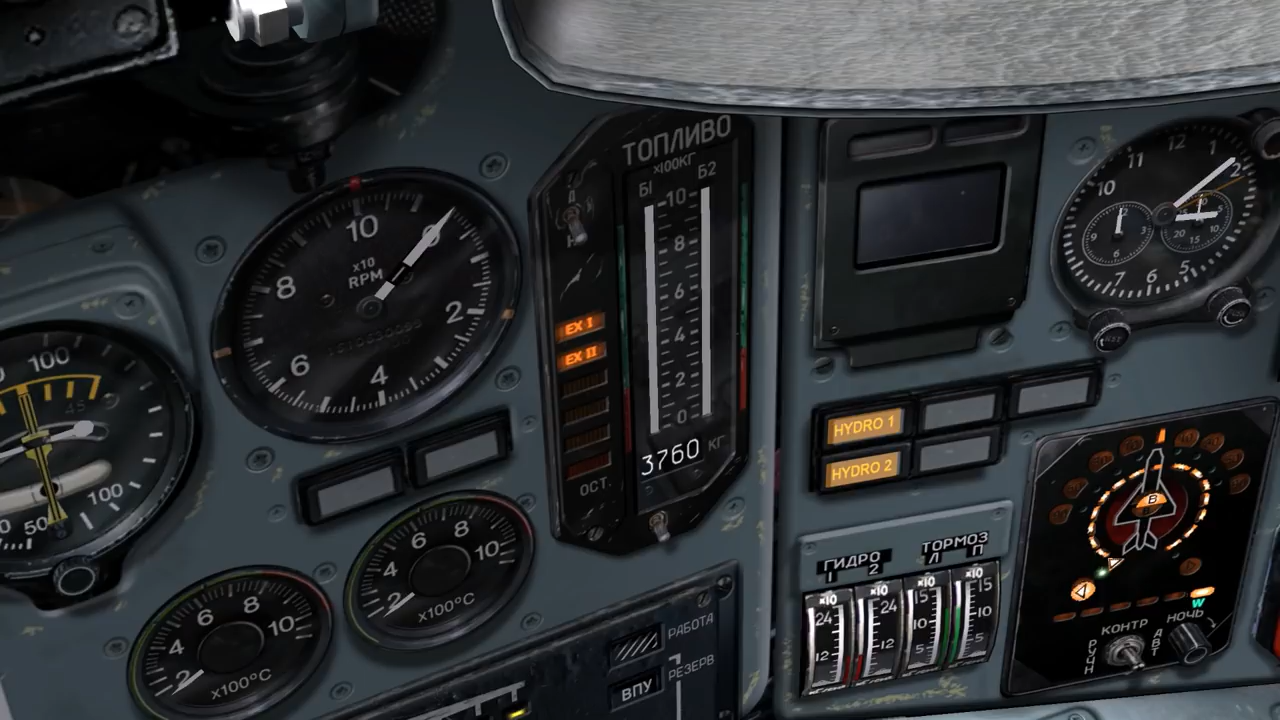 ТОПЛИВО
x100КГ
Б1 Б2
10
8
6
4
2
0
3760 КГ
EX I
EX II
ОСТ.
10
8
6
4
2
x10
RPM
100
100
50
2
4
6
8
10
x100°C
2
4
6
8
10
x100°C
РАБОТА
РЕЗЕРВ
ВПУ
11
12
1
2
10
7
6
5
HYDRO 1
HYDRO 2
ГИДРО
1 2
ТОРМОЗ
Л П
x10
x10
x10
x10
24
24
15
15
12
12
10
10
5
5
В
W
КОНТР
НОЧЬ
РУЧН
АВТ